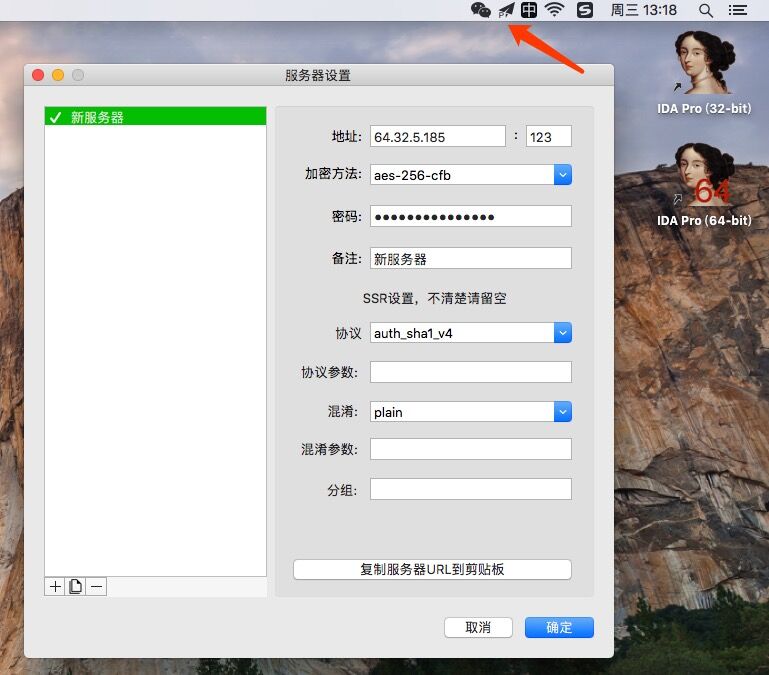 中 S 周三 13:18
服务器设置
IDA Pro (32-bit)
64
IDA Pro (64-bit)
新服务器
地址: 64.32.5.185 : 123
加密方法: aes-256-cfb
密码: ●●●●●●●●●●●●●●●
备注: 新服务器
SSR设置，不清楚请留空
协议 auth_sha1_v4
协议参数:
混淆: plain
混淆参数:
分组:
复制服务器URL到剪贴板
取消 确定